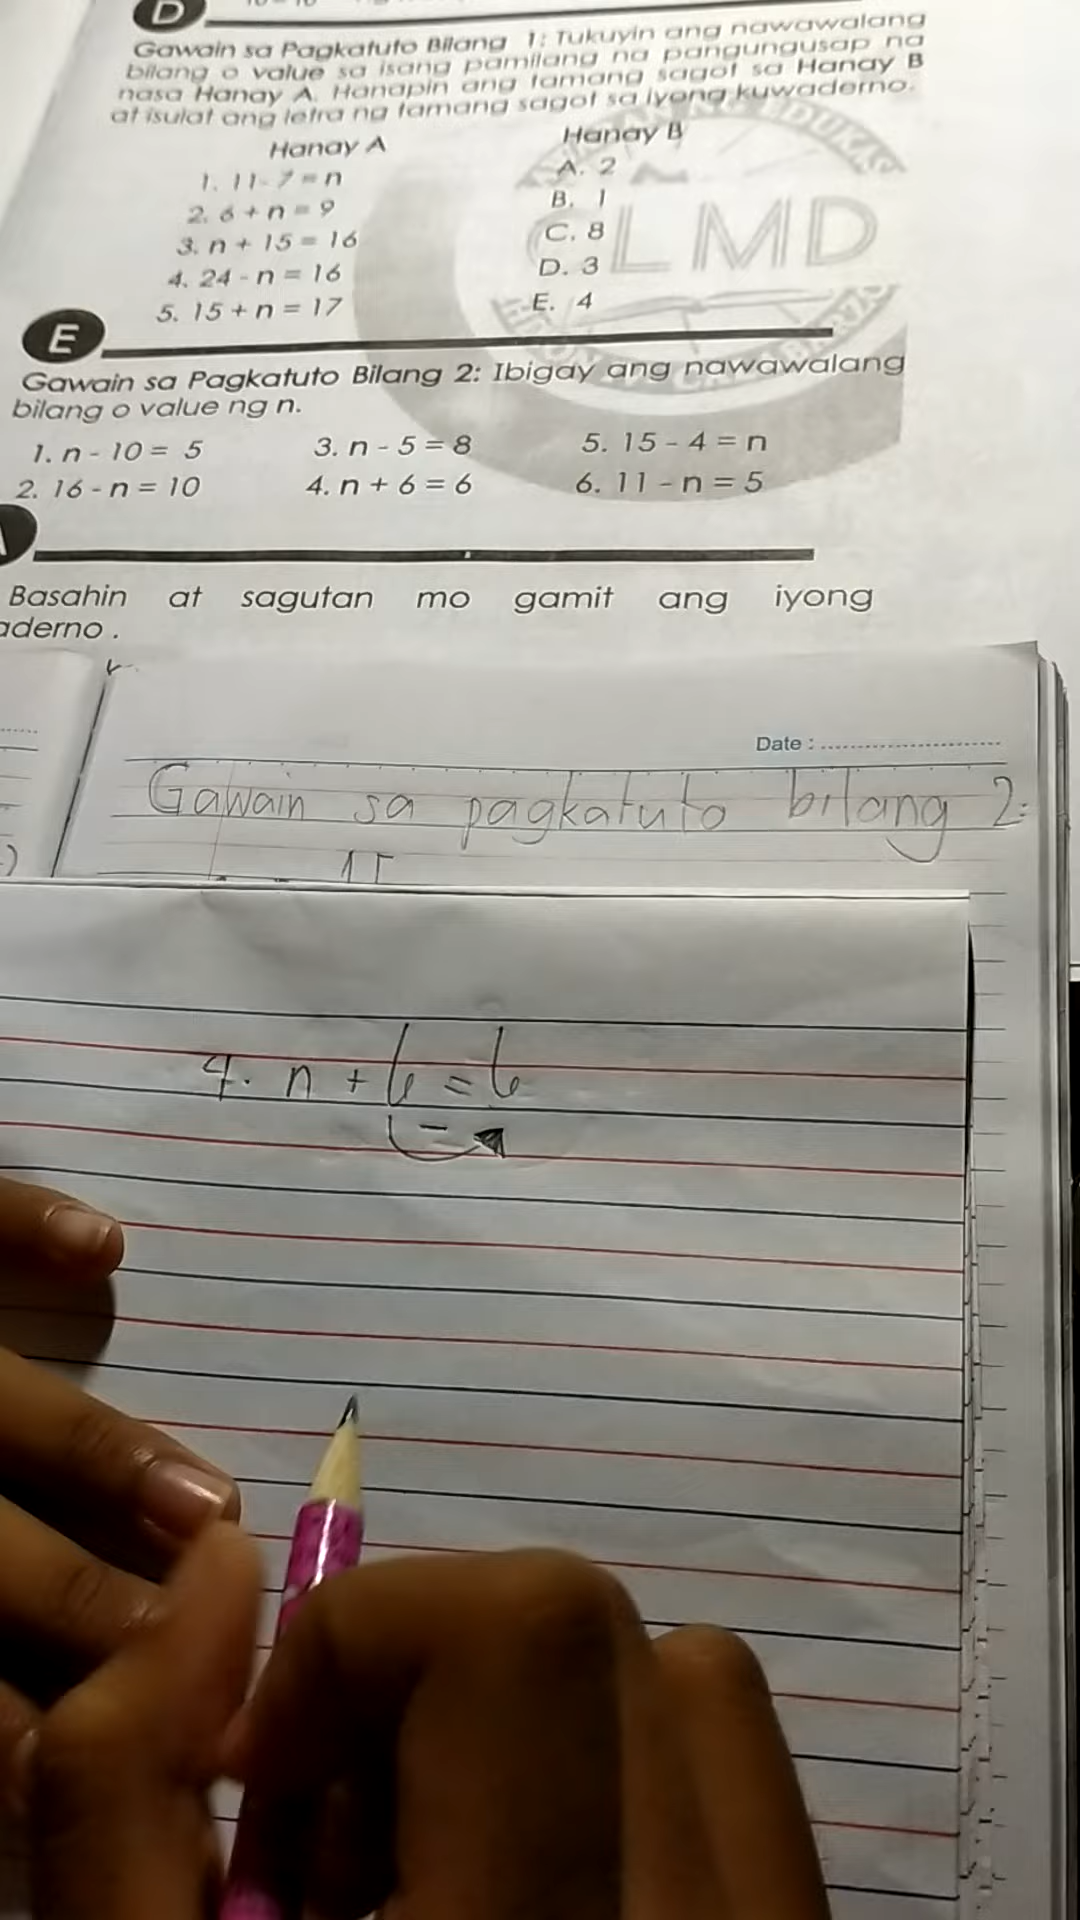 D
Gawain sa Pagkatuto Bilang 1: Tukuyin ang nawawalang
bilang o value sa isang pamilang na pangungusap na
nasa Hanay A. Hanapin ang tamang sagot sa Hanay B
at isulat ang letra ng tamang sagot sa iyong kuwaderno.
Hanay A
1. 11- 7 = n
2. 6 + n = 9
3. n + 15 = 16
4. 24 - n = 16
5. 15 + n = 17
Hanay B
A. 2
B. 1
C. 8
D. 3
E. 4
CLMD
E
Gawain sa Pagkatuto Bilang 2: Ibigay ang nawawalang
bilang o value ng n.
1. n - 10 = 5
2. 16 - n = 10
3. n - 5 = 8
4. n + 6 = 6
5. 15 - 4 = n
6. 11 - n = 5
Basahin at sagutan mo gamit ang iyong
aderno .
Date :
Gawain sa pagkatuto bilang 2:
15
4. n + 6 = 6
-